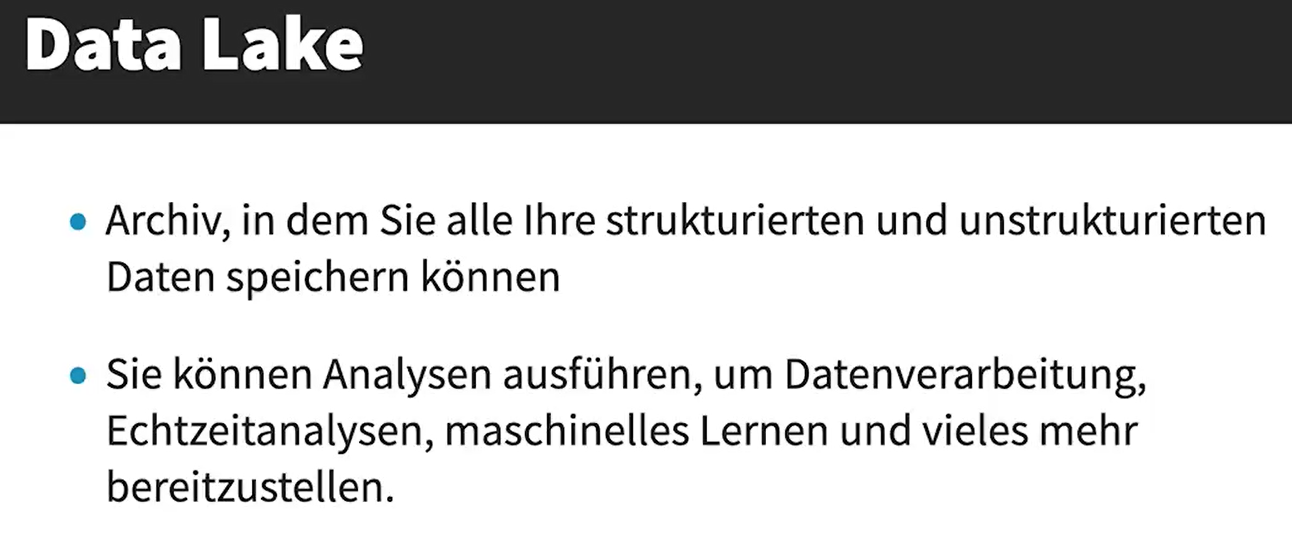 Data Lake
Archiv, in dem Sie alle Ihre strukturierten und unstrukturierten
Daten speichern können
Sie können Analysen ausführen, um Datenverarbeitung,
Echtzeitanalysen, maschinelles Lernen und vieles mehr
bereitzustellen.